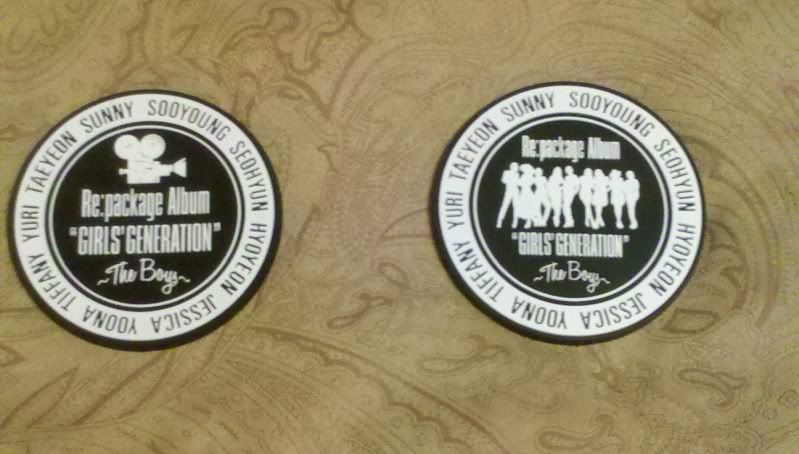 TIFFANY YURI TAEYEON SUNNY SOOYOUNG SEOHYUN HYOYEON JESSICA YOONA
Re:package Album
"GIRLS' GENERATION"
~The Boys~
TIFFANY YURI TAEYEON SUNNY SOOYOUNG SEOHYUN HYOYEON JESSICA YOONA
Re:package Album
"GIRLS' GENERATION"
~The Boys~